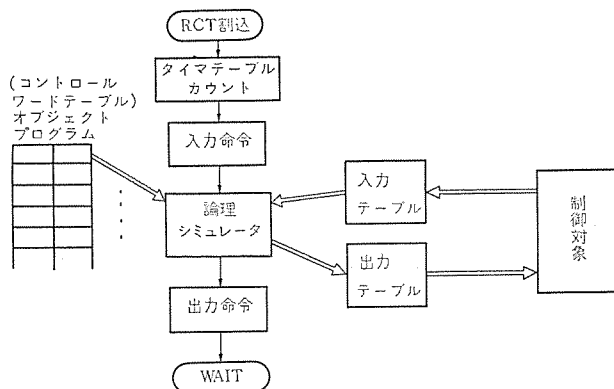 RCT割込
タイマテーブル
カウント
(コントロール
ワードテーブル)
オブジェクト
プログラム
入力命令
論理
シミュレータ
入力
テーブル
出力
テーブル
制御対象
出力命令
WAIT